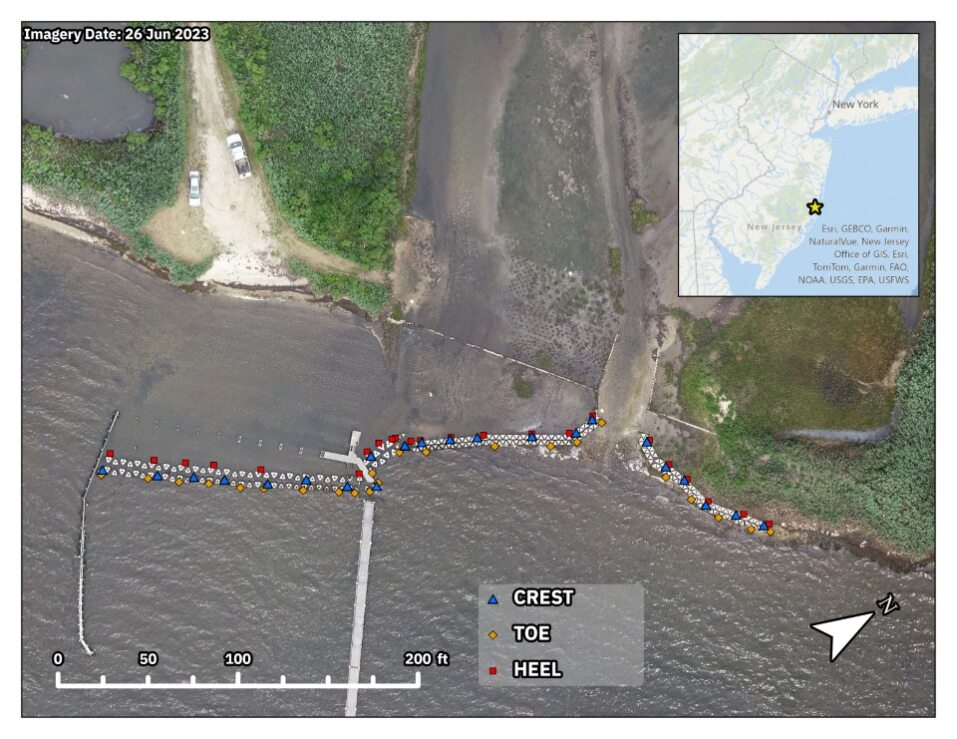 Imagery Date: 26 Jun 2023
New York
New Jersey
Esri, GEBCO, Garmin,
NaturalVue, New Jersey
Office of GIS, Esri,
TomTom, Garmin, FAO,
NOAA, USGS, EPA, USFWS
CREST
TOE
HEEL
N
0 50 100 200 ft